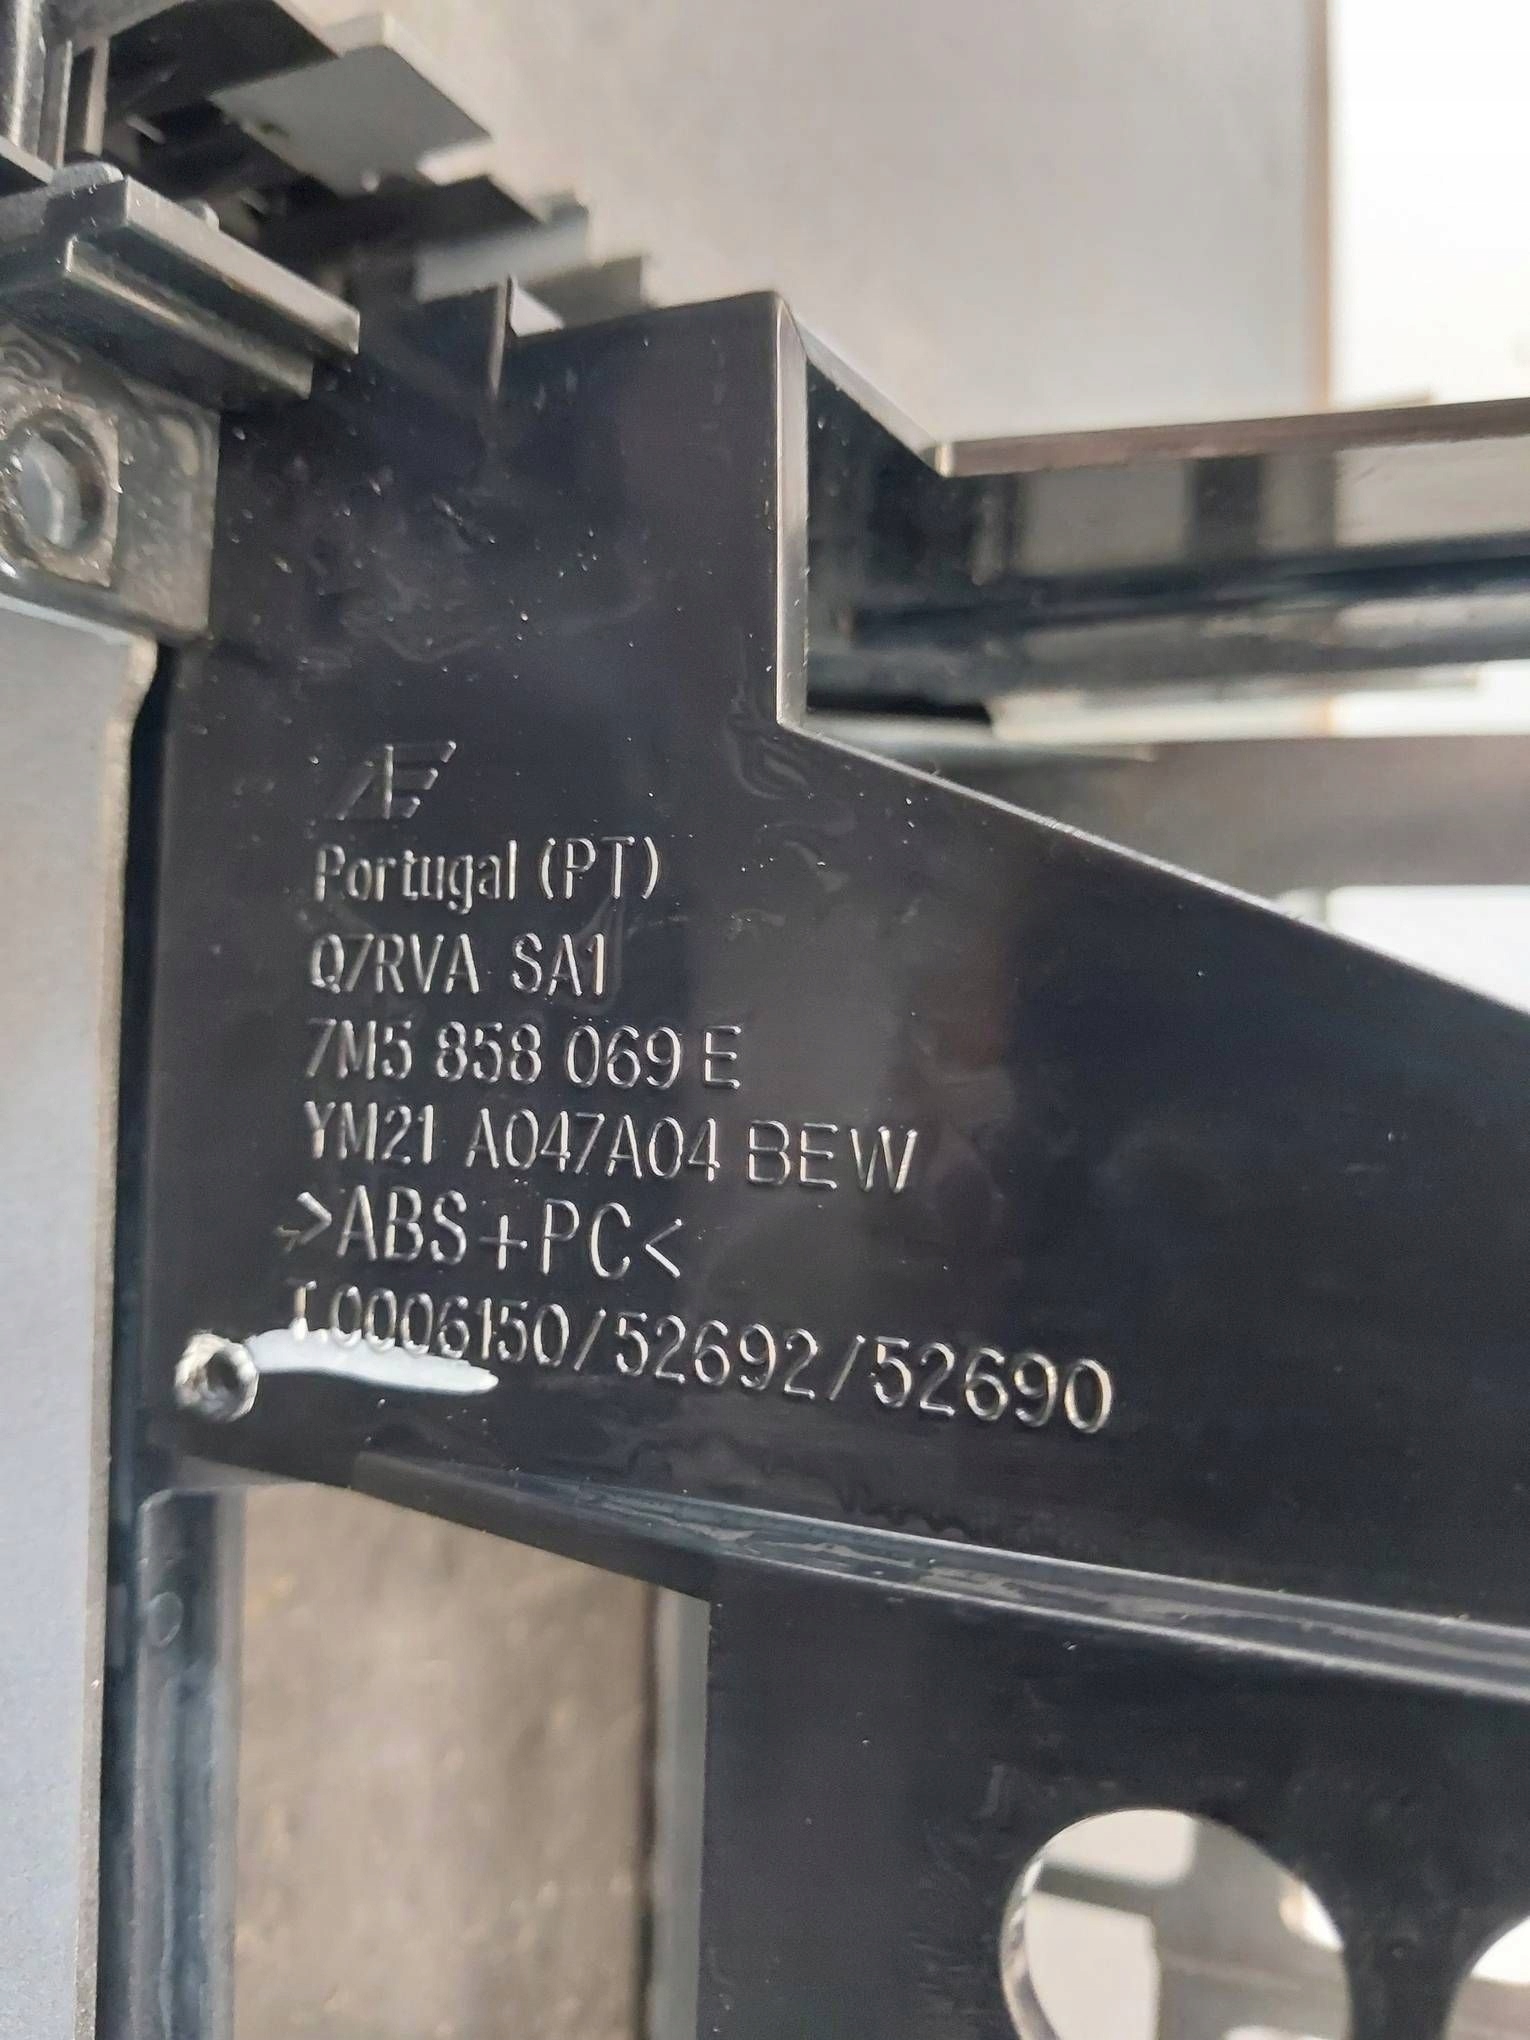 Portugal (PT)
Q7RVA SA1
7M5 858 069 E
YM21 A047A04 BEW
>ABS+PC<
T.0006150/52692/52690